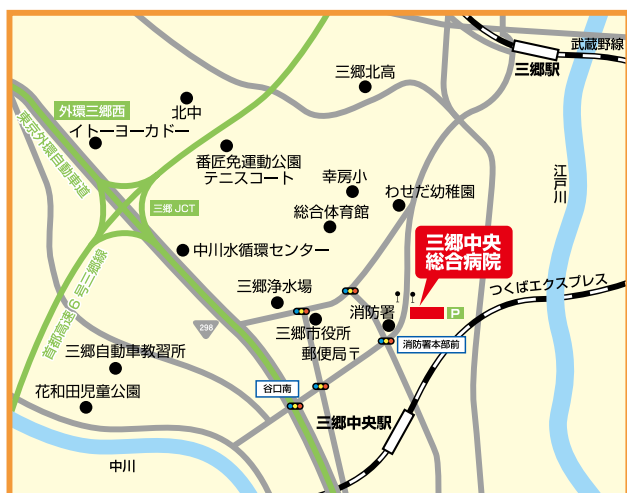 武蔵野線
三郷駅
三郷北高
北中
外環三郷西
イトーヨーカドー
東京外環自動車道
番匠免運動公園
テニスコート
幸房小
わせだ幼稚園
江戸川
三郷 JCT
総合体育館
三郷中央
総合病院
中川水循環センター
つくばエクスプレス
首都高速6号三郷線
三郷浄水場
298
三郷市役所
消防署
P
郵便局〒
消防署本部前
三郷自動車教習所
花和田児童公園
谷口南
三郷中央駅
中川